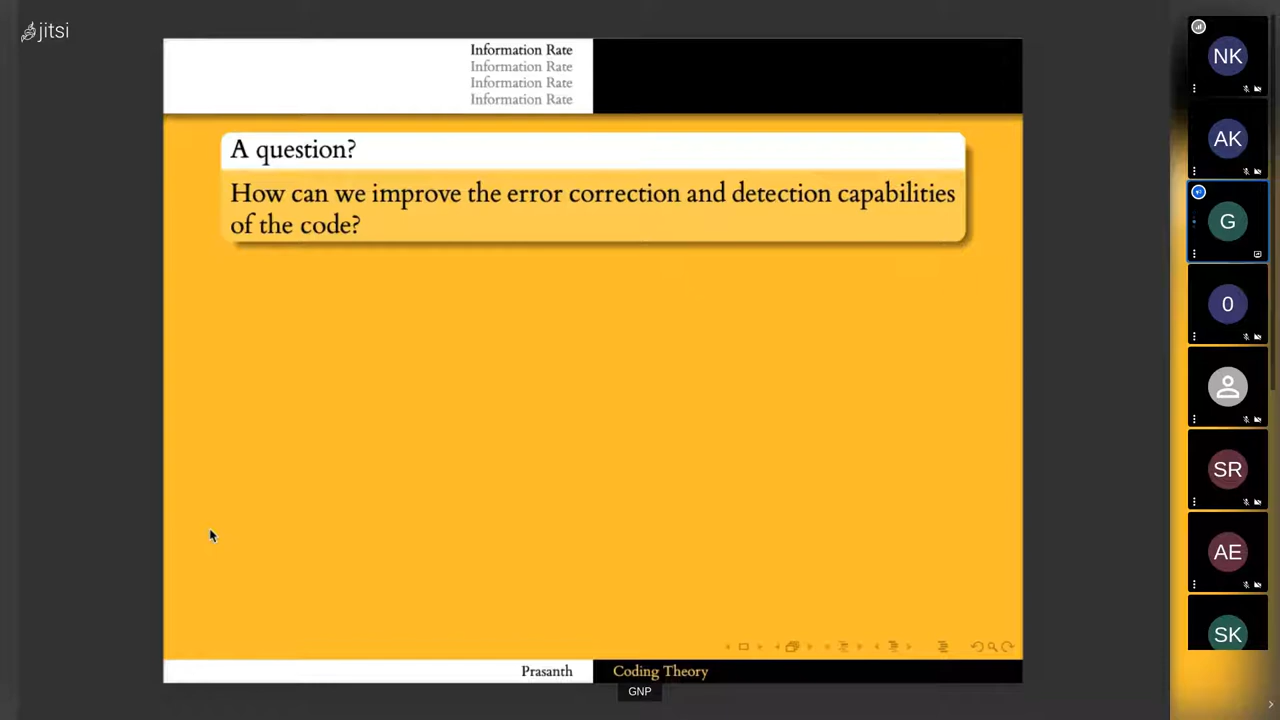 jitsi
Information Rate
Information Rate
Information Rate
Information Rate
A question?
How can we improve the error correction and detection capabilities
of the code?
Prasanth
Coding Theory
GNP
NK
AK
G
0
SR
AE
SK